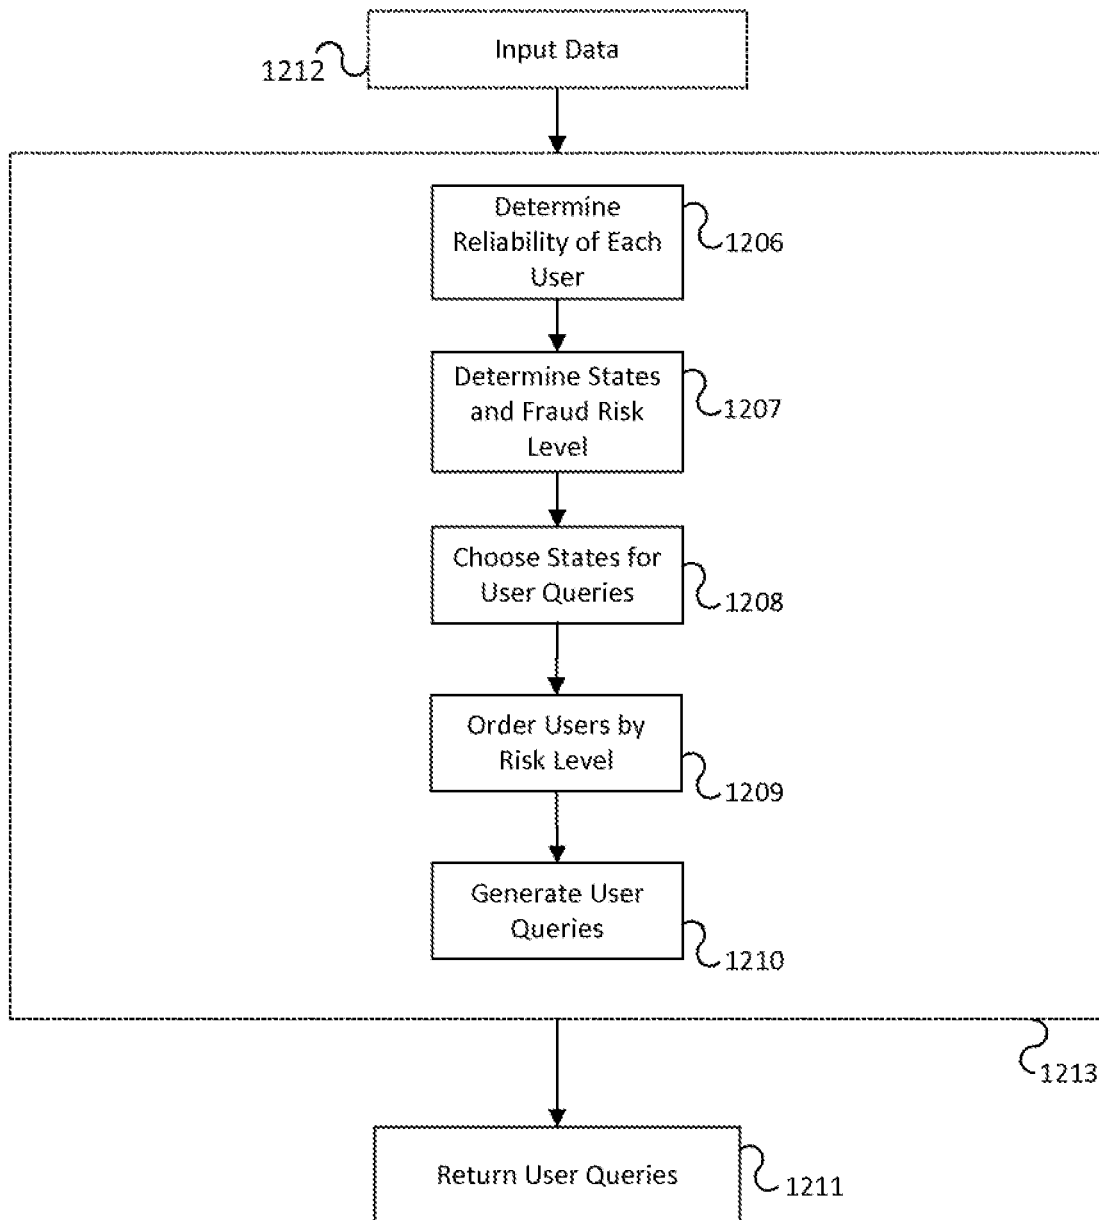 Input Data
1212
Determine
Reliability of Each
User
1206
Determine States
and Fraud Risk
Level
1207
Choose States for
User Queries
1208
Order Users by
Risk Level
1209
Generate User
Queries
1210
1213
Return User Queries
1211